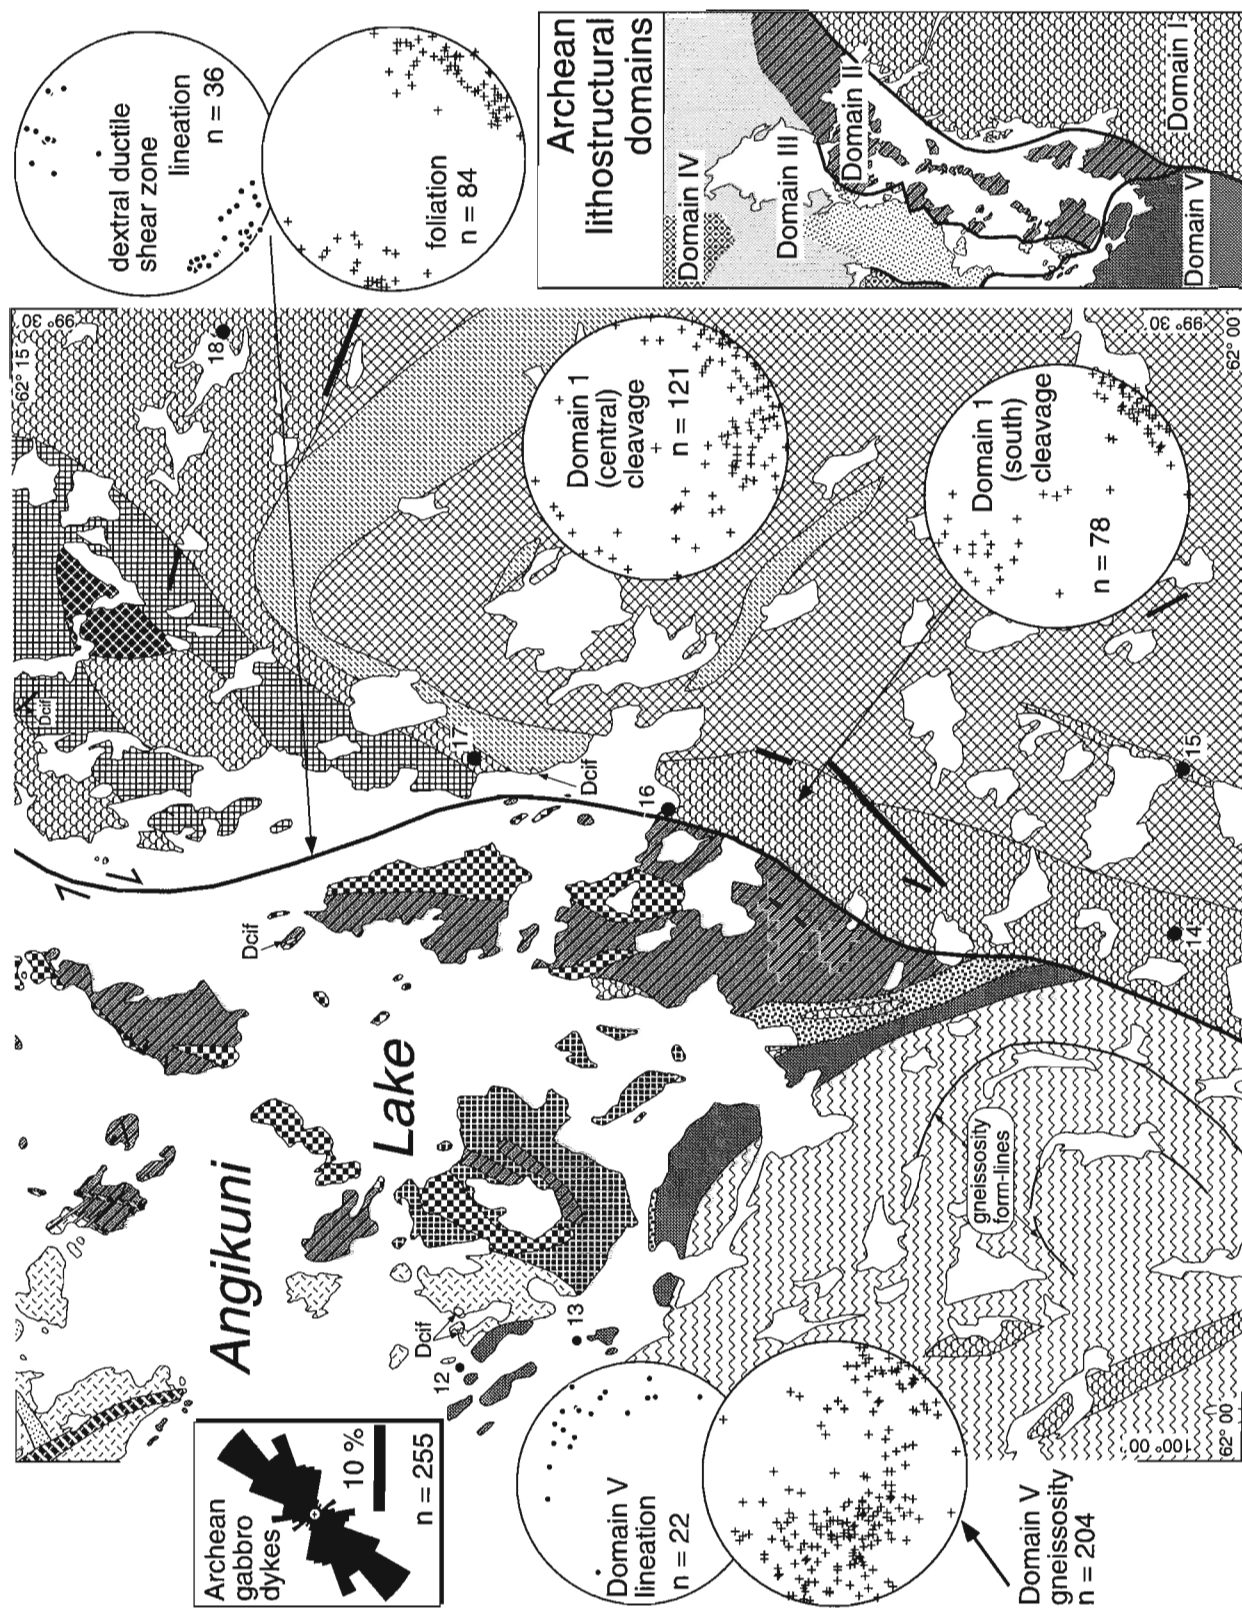 dextral ductile
shear zone
lineation
n = 36
foliation
n = 84
Archean
lithostructural
domains
Domain IV
Domain III
Domain II
Domain I
Domain V
62° 15'
99° 30'
18
Dcif
17
Dcif
16
Dcif
Domain 1
(central)
cleavage
n = 121
Domain 1
(south)
cleavage
n = 78
99° 30'
62° 00'
15
14
Angikuni
Lake
Dcif
12
13
gneissosity
form-lines
Archean
gabbro
dykes
10 %
n = 255
Domain V
lineation
n = 22
Domain V
gneissosity
n = 204
100° 00'
62° 00'